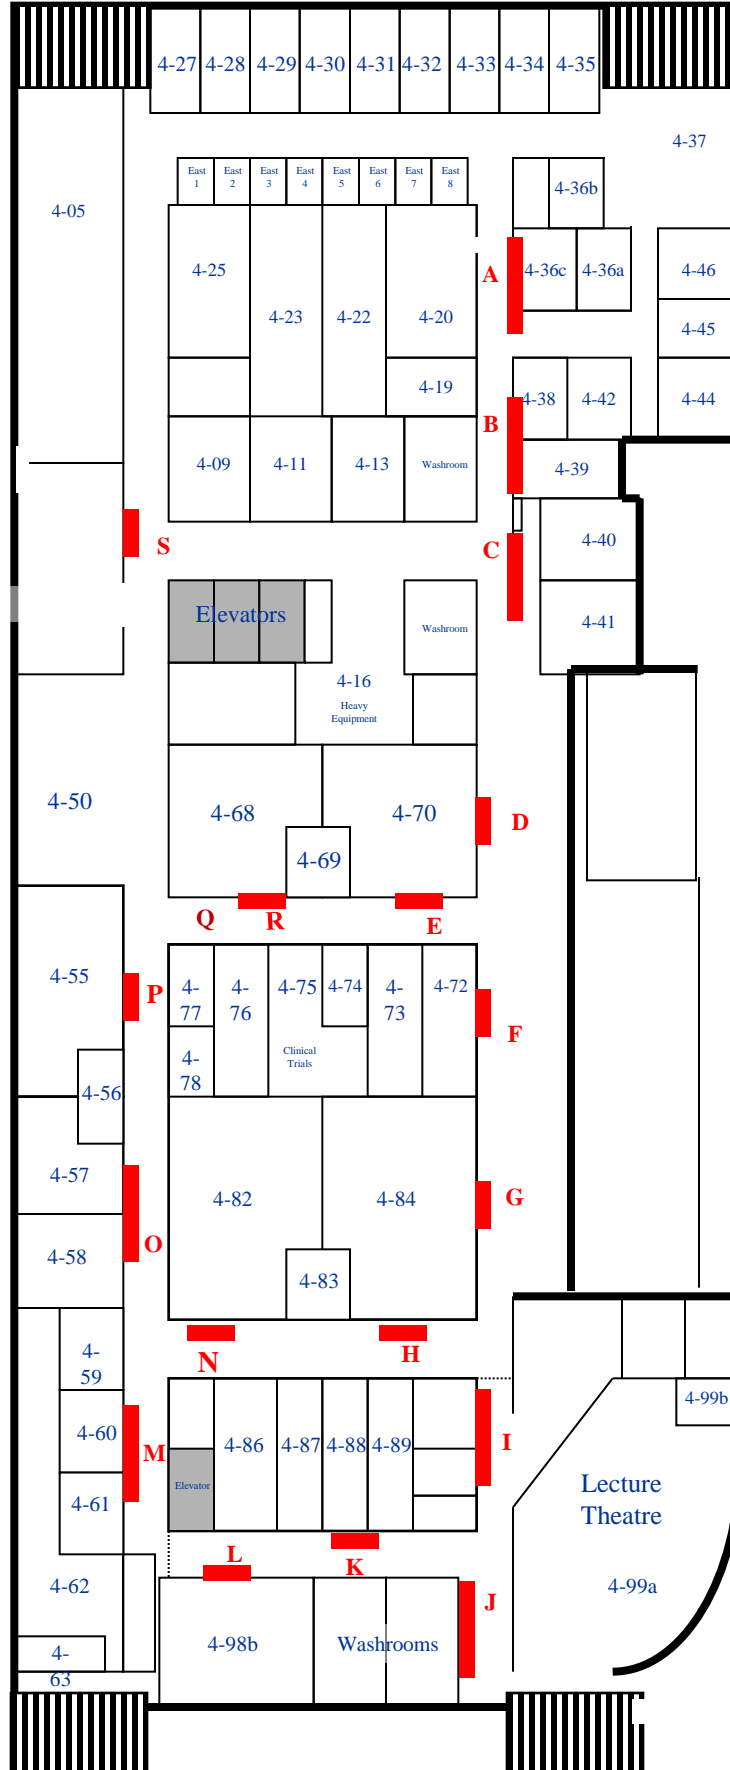 4-27 4-28 4-29 4-30 4-31 4-32 4-33 4-34 4-35
4-37
East 1
East 2
East 3
East 4
East 5
East 6
East 7
East 8
4-36b
4-05
4-25
A
4-36c
4-36a
4-46
4-23
4-22
4-20
4-45
4-19
4-38
4-42
4-44
B
4-09
4-11
4-13
Washroom
4-39
S
C
4-40
Elevators
Washroom
4-41
4-16
Heavy
Equipment
4-50
4-68
4-70
D
4-69
Q
R
E
4-55
P
4-
77
4-
76
4-75
4-74
4-
73
4-72
F
Clinical
Trials
4-
78
4-56
4-57
4-82
4-84
G
O
4-58
4-83
4-
59
N
H
4-99b
4-60
M
4-86
4-87
4-88
4-89
I
Elevator
4-61
Lecture
Theatre
L
K
4-62
J
4-99a
4-98b
Washrooms
4-
63